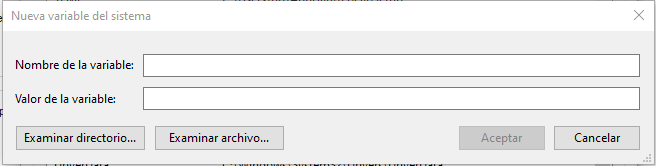 Nueva variable del sistema
Nombre de la variable:
Valor de la variable:
Examinar directorio... Examinar archivo... Aceptar Cancelar